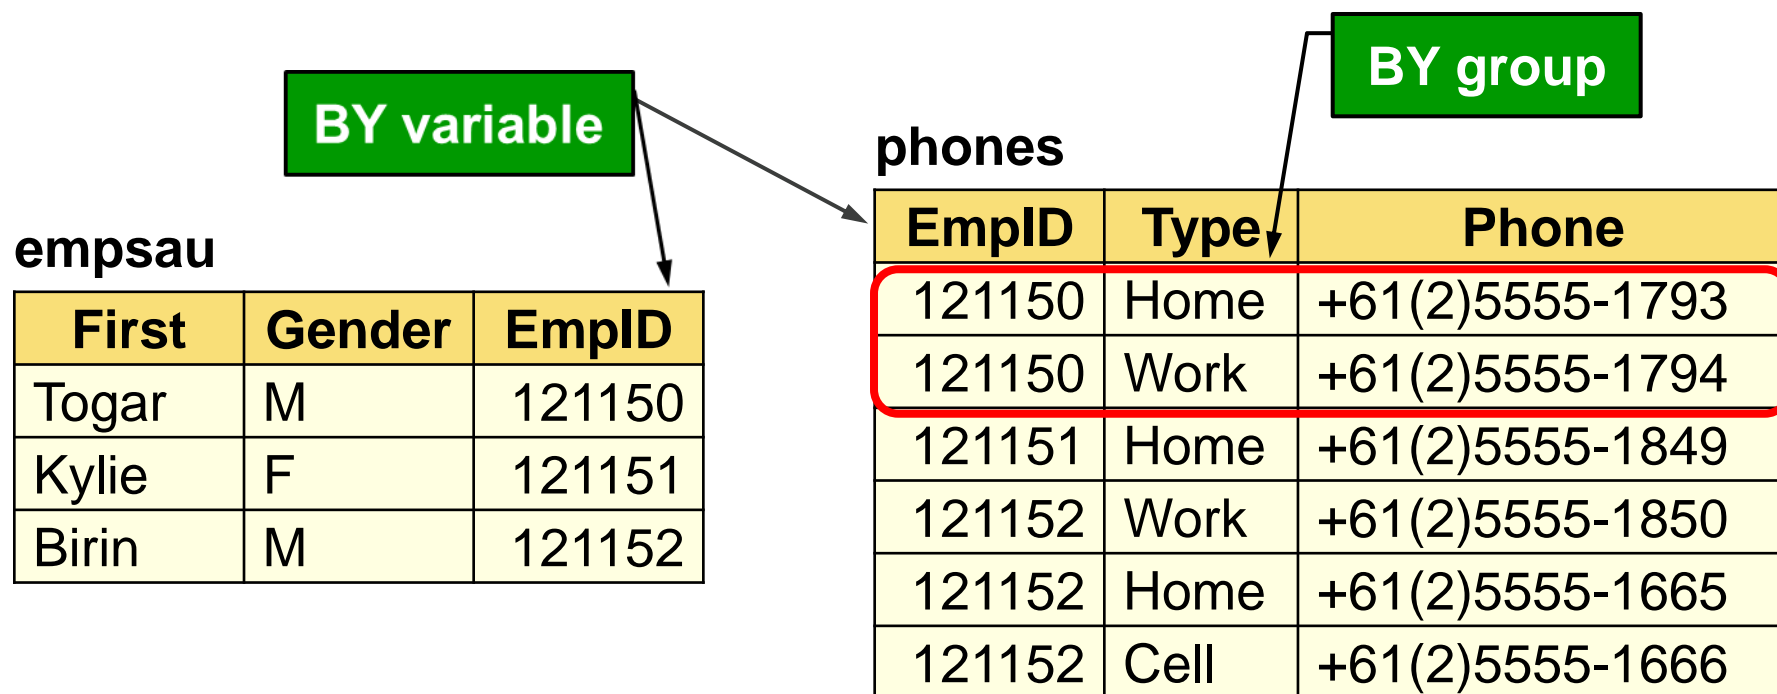 BY variable
BY group
empsau
First Gender EmpID
Togar M 121150
Kylie F 121151
Birin M 121152
phones
EmpID Type Phone
121150 Home +61(2)5555-1793
121150 Work +61(2)5555-1794
121151 Home +61(2)5555-1849
121152 Work +61(2)5555-1850
121152 Home +61(2)5555-1665
121152 Cell +61(2)5555-1666